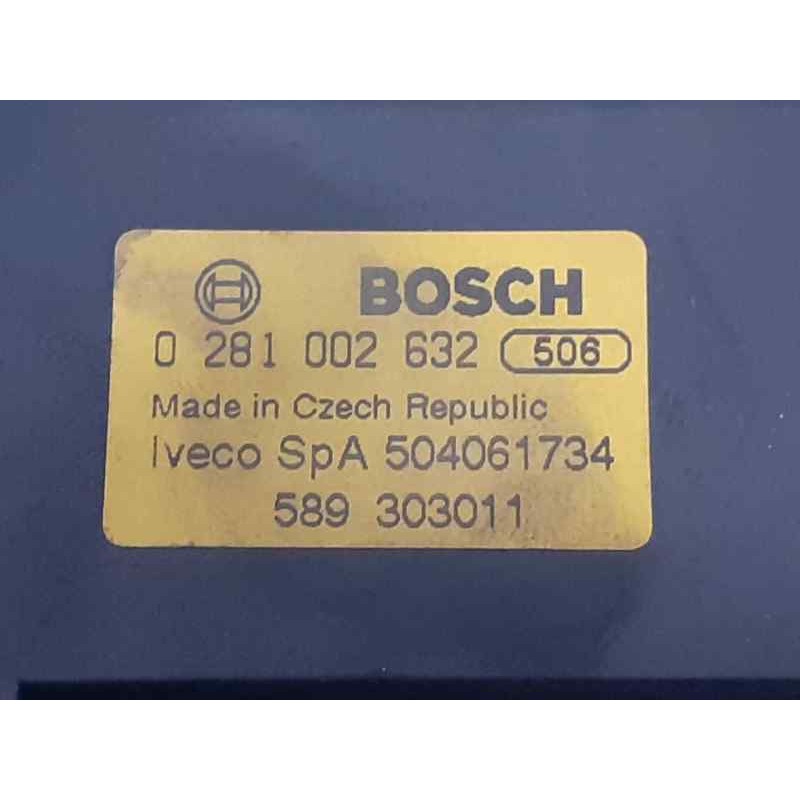 BOSCH
0 281 002 632 506
Made in Czech Republic
Iveco SpA 504061734
589 303011